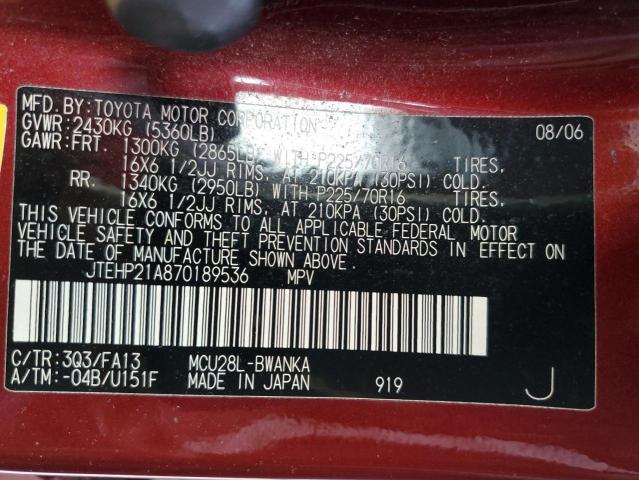 MFD. BY: TOYOTA MOTOR CORPORATION 08/06
GVWR: 2430KG (5360LB)
GAWR: FRT. 1300KG (2865LB) WITH P225/70R16 TIRES,
16X6 1/2JJ RIMS, AT 210KPA (30PSI) COLD.
RR. 1340KG (2950LB) WITH P225/70R16 TIRES,
16X6 1/2JJ RIMS, AT 210KPA (30PSI) COLD.
THIS VEHICLE CONFORMS TO ALL APPLICABLE FEDERAL MOTOR
VEHICLE SAFETY AND THEFT PREVENTION STANDARDS IN EFFECT ON
THE DATE OF MANUFACTURE SHOWN ABOVE.
JTEHP21A870189536 MPV
C/TR: 3Q3/FA13 MCU28L-BWANKA
A/TM: -04B/U151F MADE IN JAPAN 919 J